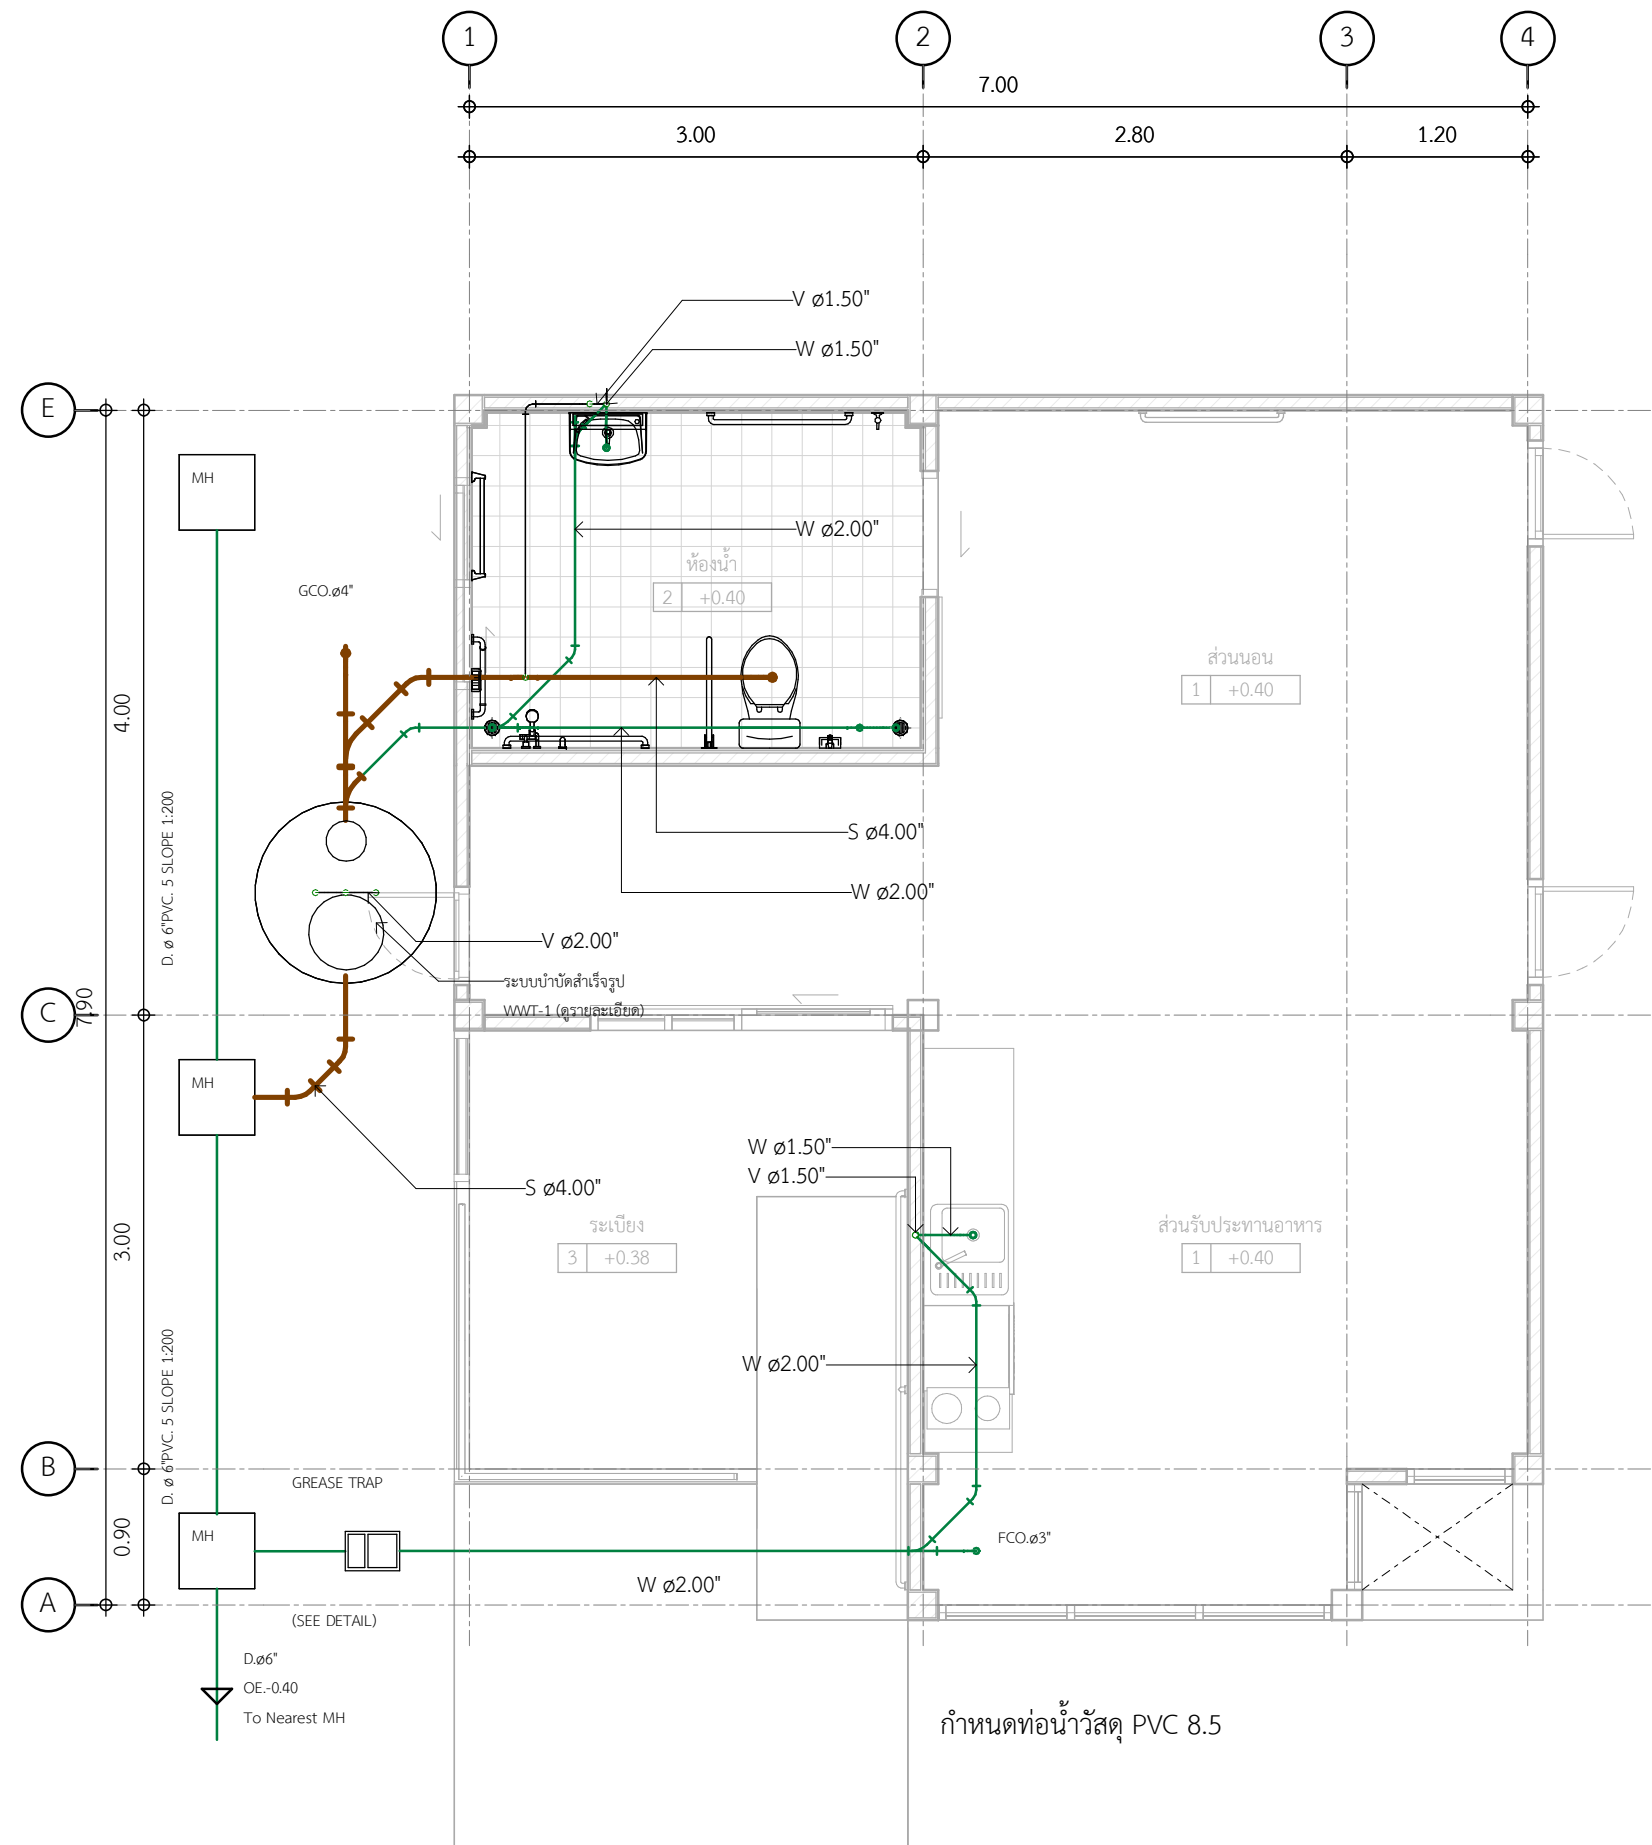 1
2
3
4
7.00
3.00
2.80
1.20
V ø1.50"
W ø1.50"
E
MH
W ø2.00"
ห้องน้ำ
2 +0.40
GCO.ø4"
ส่วนนอน
1 +0.40
4.00
D. ø 6"PVC. 5 SLOPE 1:200
S ø4.00"
W ø2.00"
V ø2.00"
ระบบบำบัดสำเร็จรูป
WWT-1 (ดูรายละเอียด)
C
7.90
MH
W ø1.50"
V ø1.50"
S ø4.00"
ระเบียง
3 +0.38
ส่วนรับประทานอาหาร
1 +0.40
3.00
D. ø 6"PVC. 5 SLOPE 1:200
W ø2.00"
B
GREASE TRAP
0.90
MH
FCO.ø3"
W ø2.00"
A
(SEE DETAIL)
D.ø6"
OE.-0.40
To Nearest MH
กำหนดท่อน้ำวัสดุ PVC 8.5